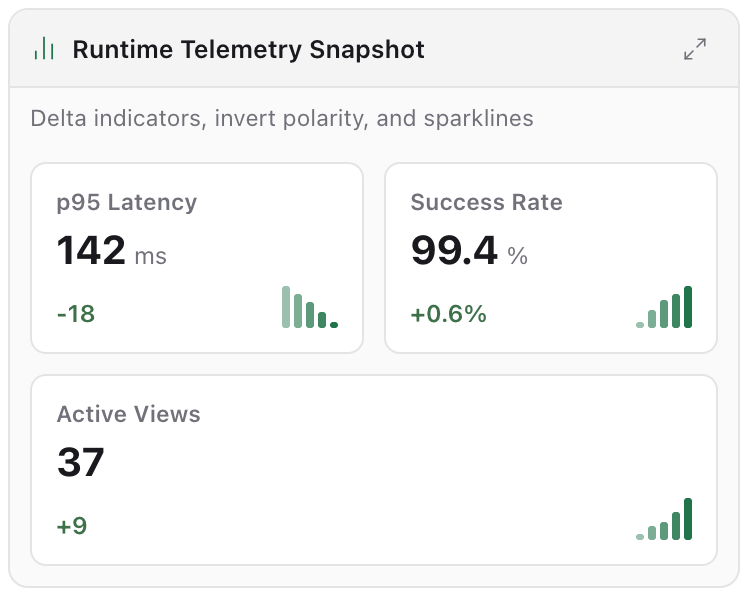 Runtime Telemetry Snapshot
Delta indicators, invert polarity, and sparklines
p95 Latency
142 ms
-18
Success Rate
99.4 %
+0.6%
Active Views
37
+9